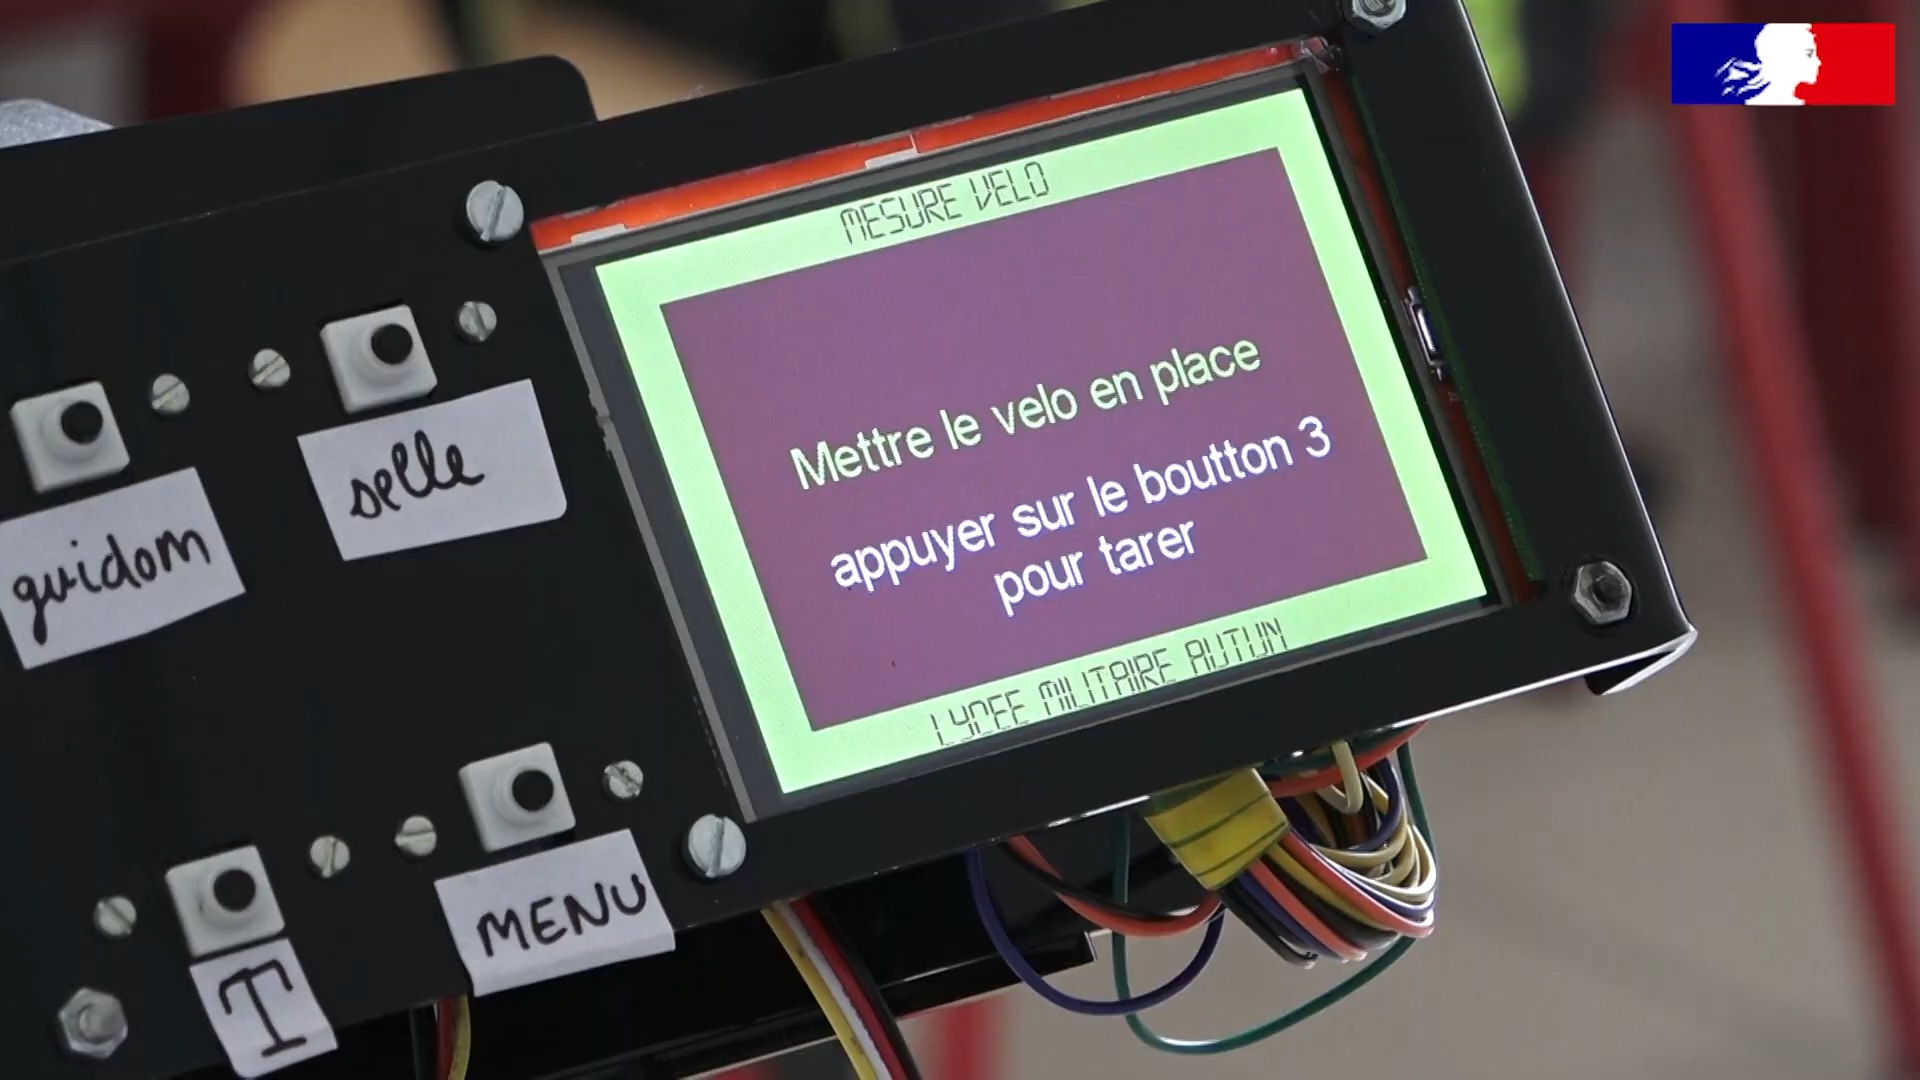 MESURE VELO
Mettre le velo en place
appuyer sur le boutton 3
pour tarer
LYCEE MILITAIRE AUTUN
selle
guidom
MENU
T